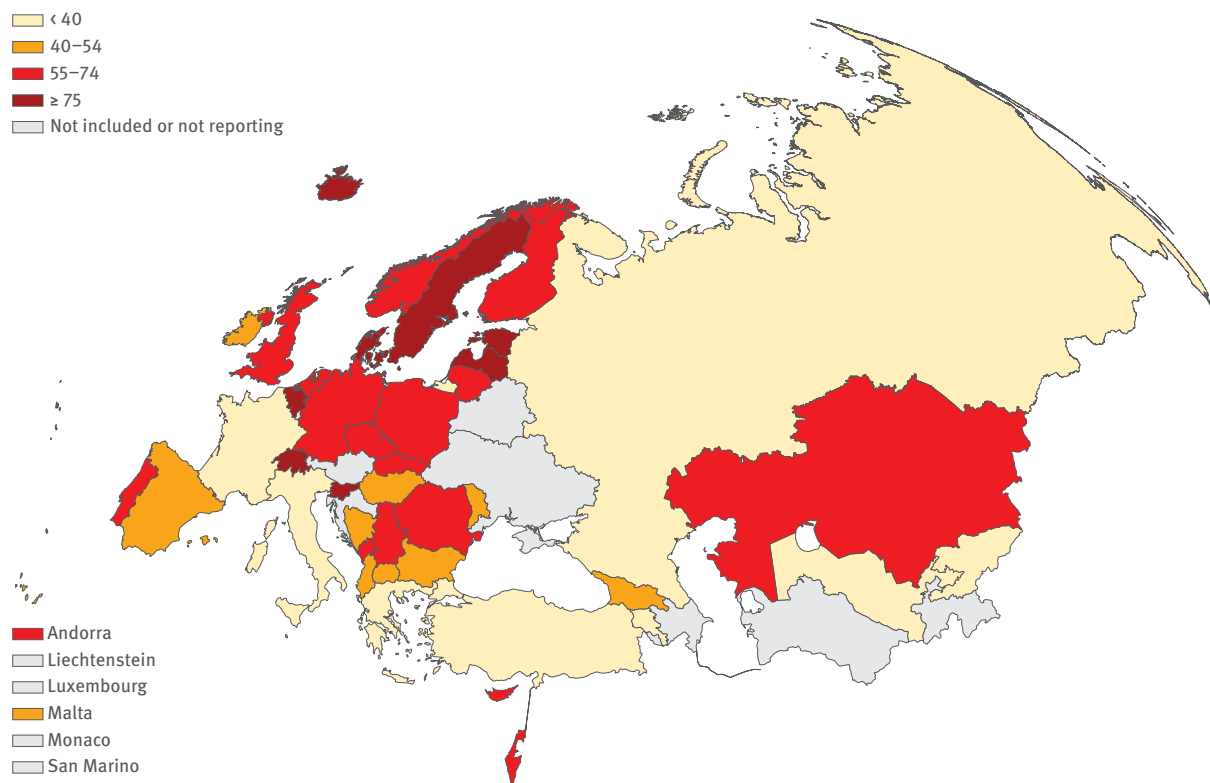 < 40
40–54
55–74
≥ 75
Not included or not reporting
Andorra
Liechtenstein
Luxembourg
Malta
Monaco
San Marino